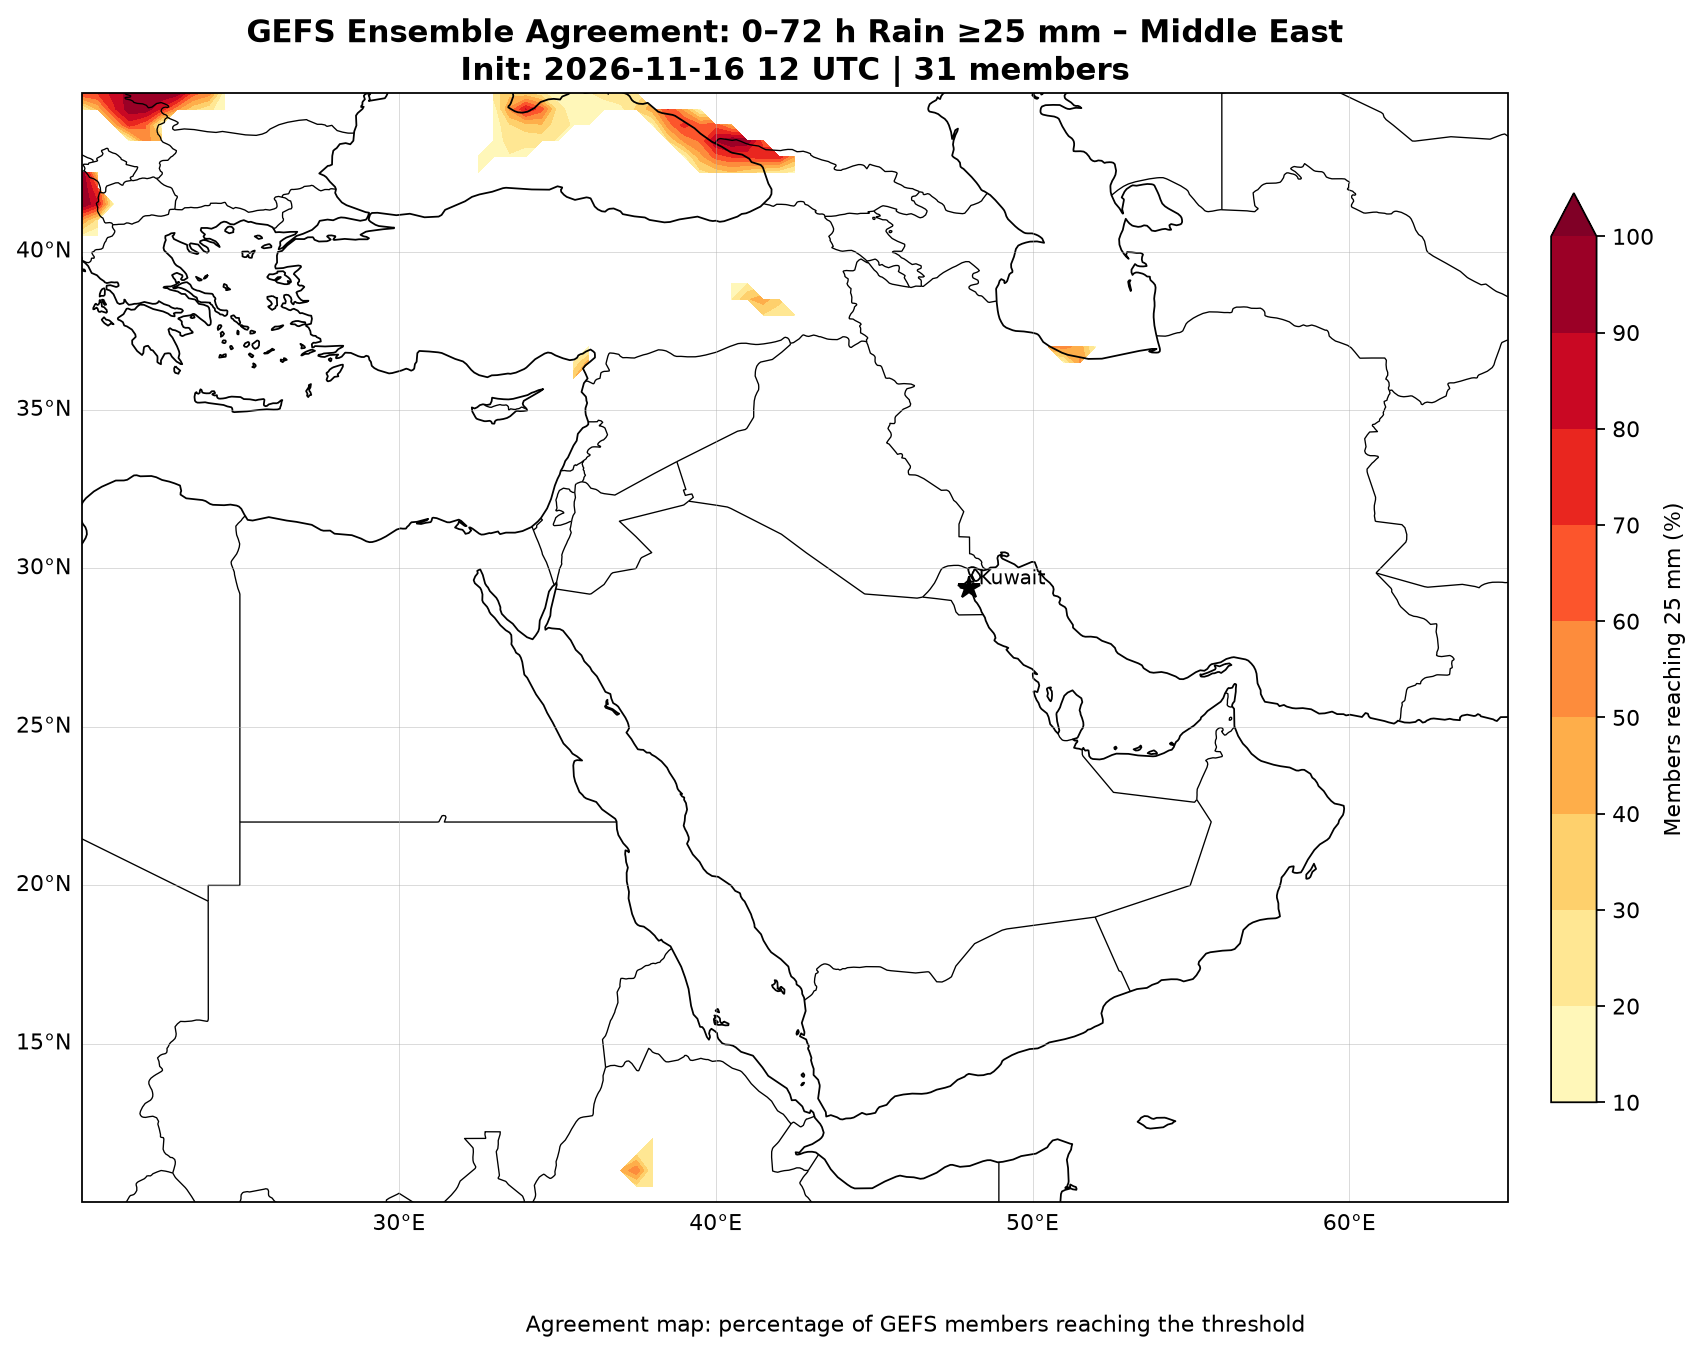 GEFS Ensemble Agreement: 0–72 h Rain ≥25 mm – Middle East
Init: 2026-11-16 12 UTC | 31 members
40°N
35°N
30°N
25°N
20°N
15°N
30°E
40°E
50°E
60°E
Kuwait
100
90
80
70
60
50
40
30
20
10
Members reaching 25 mm (%)
Agreement map: percentage of GEFS members reaching the threshold